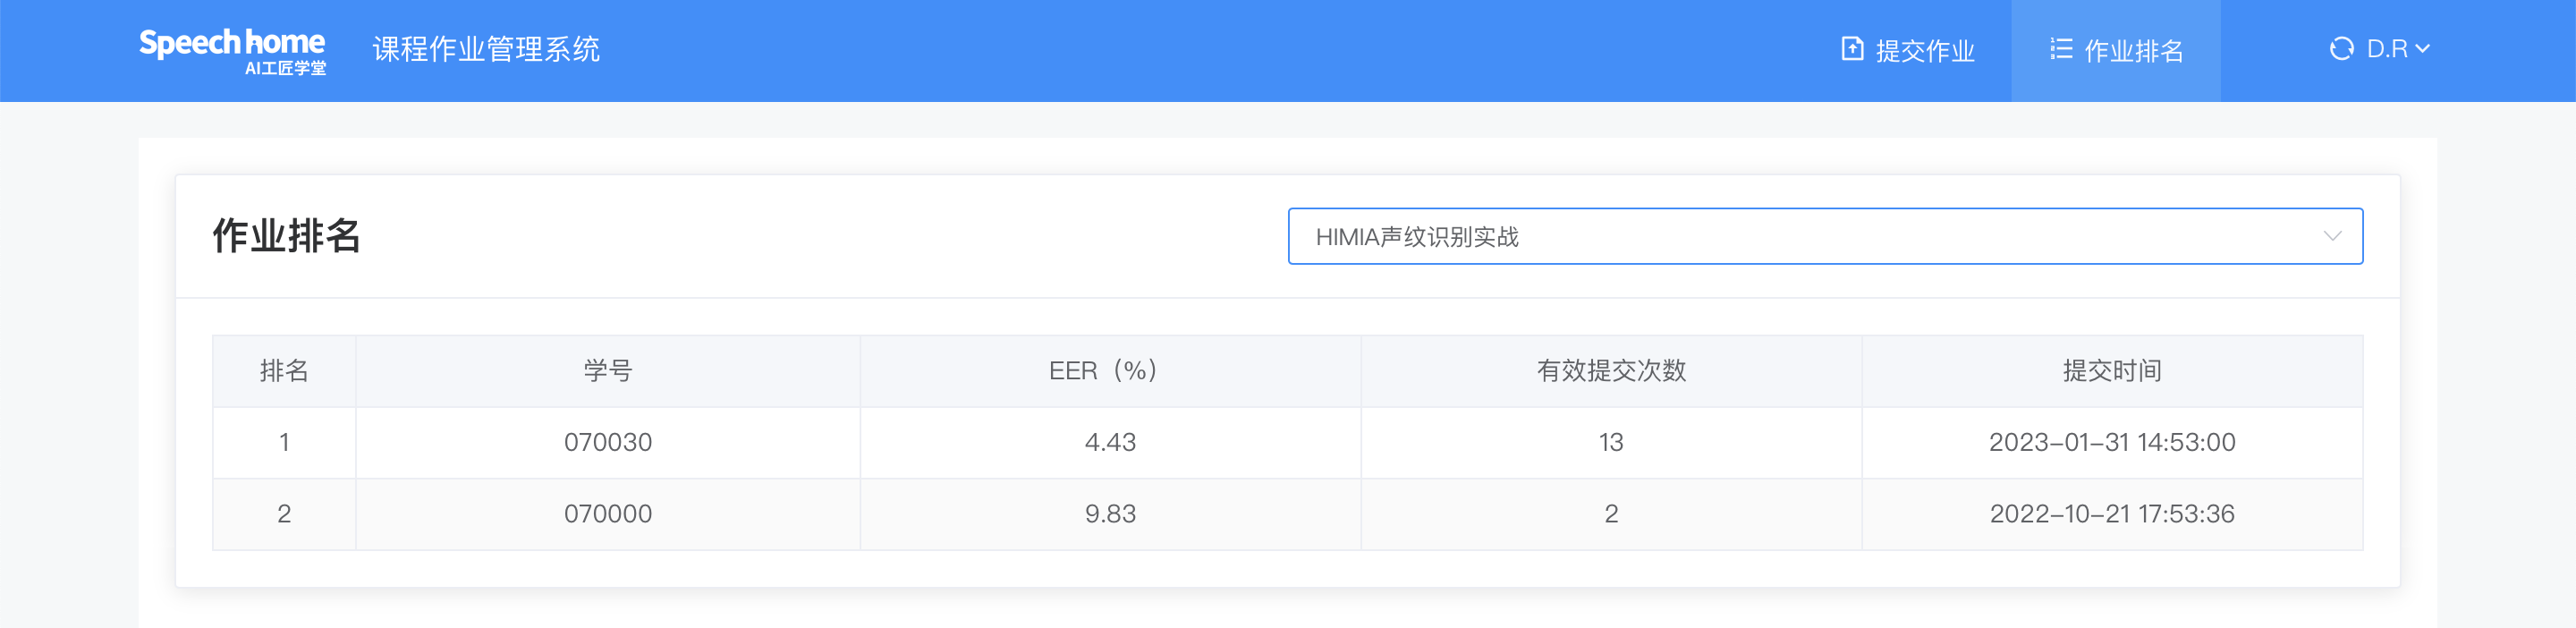 Speech home
AI工匠学堂
课程作业管理系统
提交作业
作业排名
D.R
作业排名
HIMIA声纹识别实战
排名 学号 EER（%） 有效提交次数 提交时间
1 070030 4.43 13 2023-01-31 14:53:00
2 070000 9.83 2 2022-10-21 17:53:36